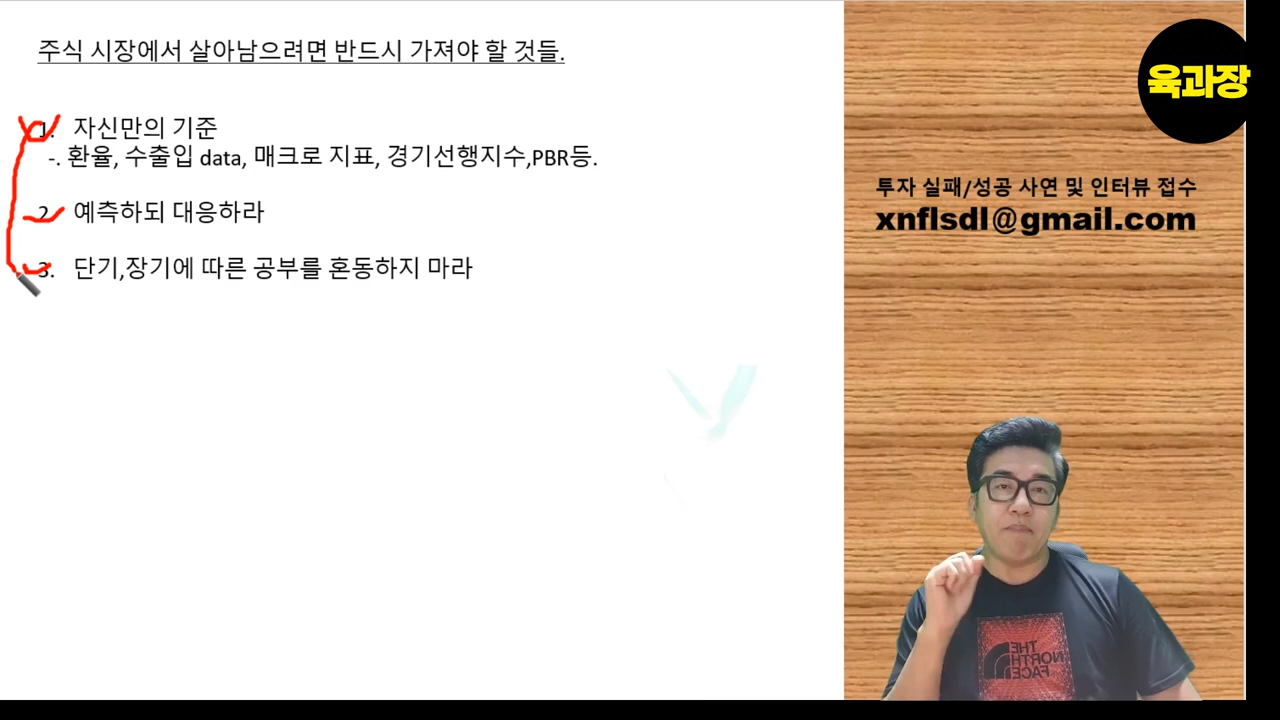 주식 시장에서 살아남으려면 반드시 가져야 할 것들.
1. 자신만의 기준
-. 환율, 수출입 data, 매크로 지표, 경기선행지수,PBR등.
2. 예측하되 대응하라
3. 단기,장기에 따른 공부를 혼동하지 마라
육과장
투자 실패/성공 사연 및 인터뷰 접수
xnflsdl@gmail.com
THE
NORTH
FACE